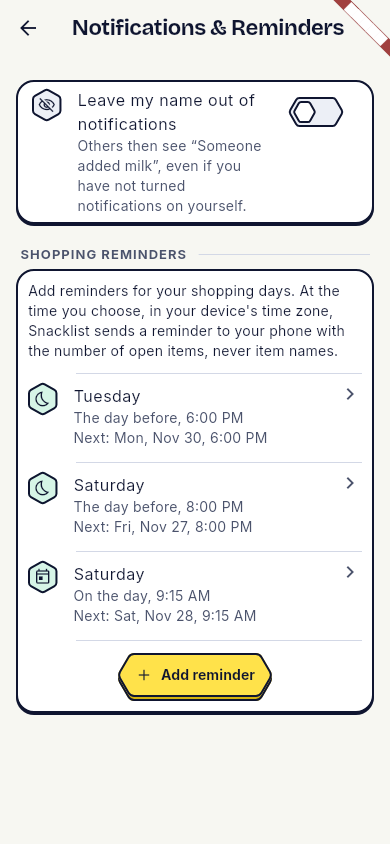 Notifications & Reminders
Leave my name out of
notifications
Others then see “Someone
added milk”, even if you
have not turned
notifications on yourself.
SHOPPING REMINDERS
Add reminders for your shopping days. At the
time you choose, in your device's time zone,
Snacklist sends a reminder to your phone with
the number of open items, never item names.
Tuesday
The day before, 6:00 PM
Next: Mon, Nov 30, 6:00 PM
Saturday
The day before, 8:00 PM
Next: Fri, Nov 27, 8:00 PM
Saturday
On the day, 9:15 AM
Next: Sat, Nov 28, 9:15 AM
Add reminder